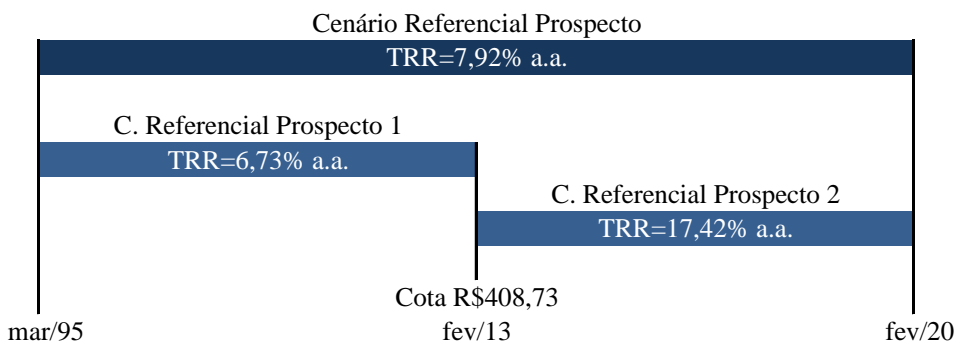 Cenário Referencial Prospecto
TRR=7,92% a.a.
C. Referencial Prospecto 1
TRR=6,73% a.a.
C. Referencial Prospecto 2
TRR=17,42% a.a.
Cota R$408,73
mar/95 fev/13 fev/20